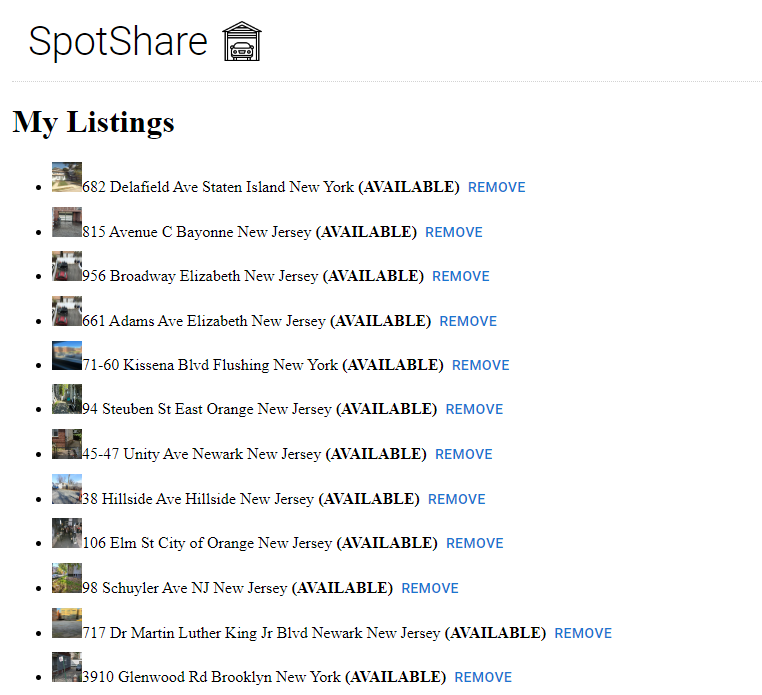 SpotShare
My Listings
682 Delafield Ave Staten Island New York (AVAILABLE) REMOVE
815 Avenue C Bayonne New Jersey (AVAILABLE) REMOVE
956 Broadway Elizabeth New Jersey (AVAILABLE) REMOVE
661 Adams Ave Elizabeth New Jersey (AVAILABLE) REMOVE
71-60 Kissena Blvd Flushing New York (AVAILABLE) REMOVE
94 Steuben St East Orange New Jersey (AVAILABLE) REMOVE
45-47 Unity Ave Newark New Jersey (AVAILABLE) REMOVE
38 Hillside Ave Hillside New Jersey (AVAILABLE) REMOVE
106 Elm St City of Orange New Jersey (AVAILABLE) REMOVE
98 Schuyler Ave NJ New Jersey (AVAILABLE) REMOVE
717 Dr Martin Luther King Jr Blvd Newark New Jersey (AVAILABLE) REMOVE
3910 Glenwood Rd Brooklyn New York (AVAILABLE) REMOVE